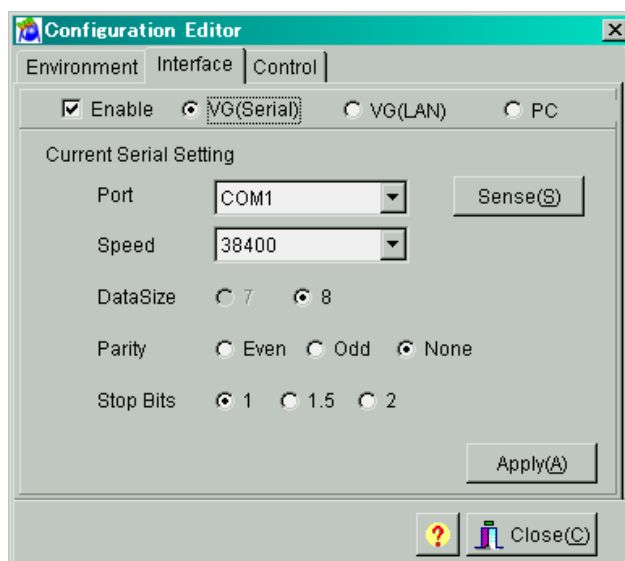 Configuration Editor
Environment Interface Control
Enable VG(Serial) VG(LAN) PC
Current Serial Setting
Port COM1 Sense(S)
Speed 38400
DataSize 7 8
Parity Even Odd None
Stop Bits 1 1.5 2
Apply(A)
? Close(C)